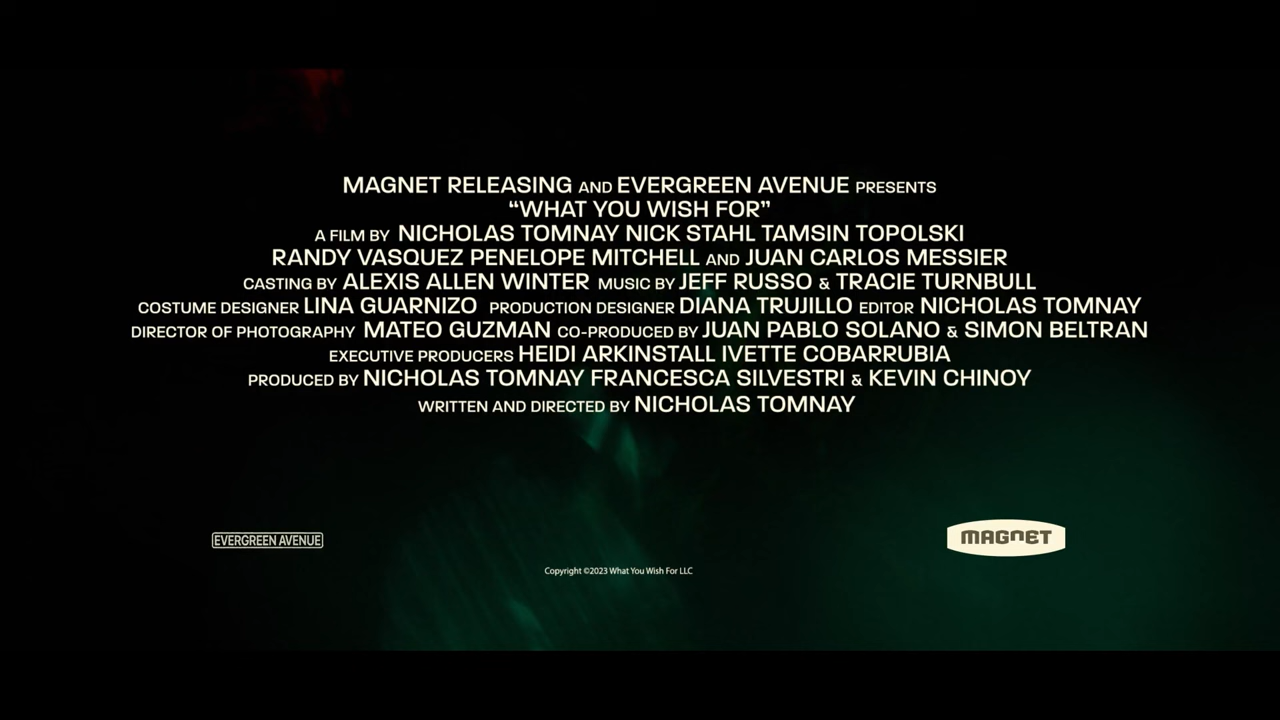 MAGNET RELEASING AND EVERGREEN AVENUE PRESENTS
“WHAT YOU WISH FOR”
A FILM BY NICHOLAS TOMNAY NICK STAHL TAMSIN TOPOLSKI
RANDY VASQUEZ PENELOPE MITCHELL AND JUAN CARLOS MESSIER
CASTING BY ALEXIS ALLEN WINTER MUSIC BY JEFF RUSSO & TRACIE TURNBULL
COSTUME DESIGNER LINA GUARNIZO PRODUCTION DESIGNER DIANA TRUJILLO EDITOR NICHOLAS TOMNAY
DIRECTOR OF PHOTOGRAPHY MATEO GUZMAN CO-PRODUCED BY JUAN PABLO SOLANO & SIMON BELTRAN
EXECUTIVE PRODUCERS HEIDI ARKINSTALL IVETTE COBARRUBIA
PRODUCED BY NICHOLAS TOMNAY FRANCESCA SILVESTRI & KEVIN CHINOY
WRITTEN AND DIRECTED BY NICHOLAS TOMNAY
EVERGREEN AVENUE
MAGNET
Copyright ©2023 What You Wish For LLC